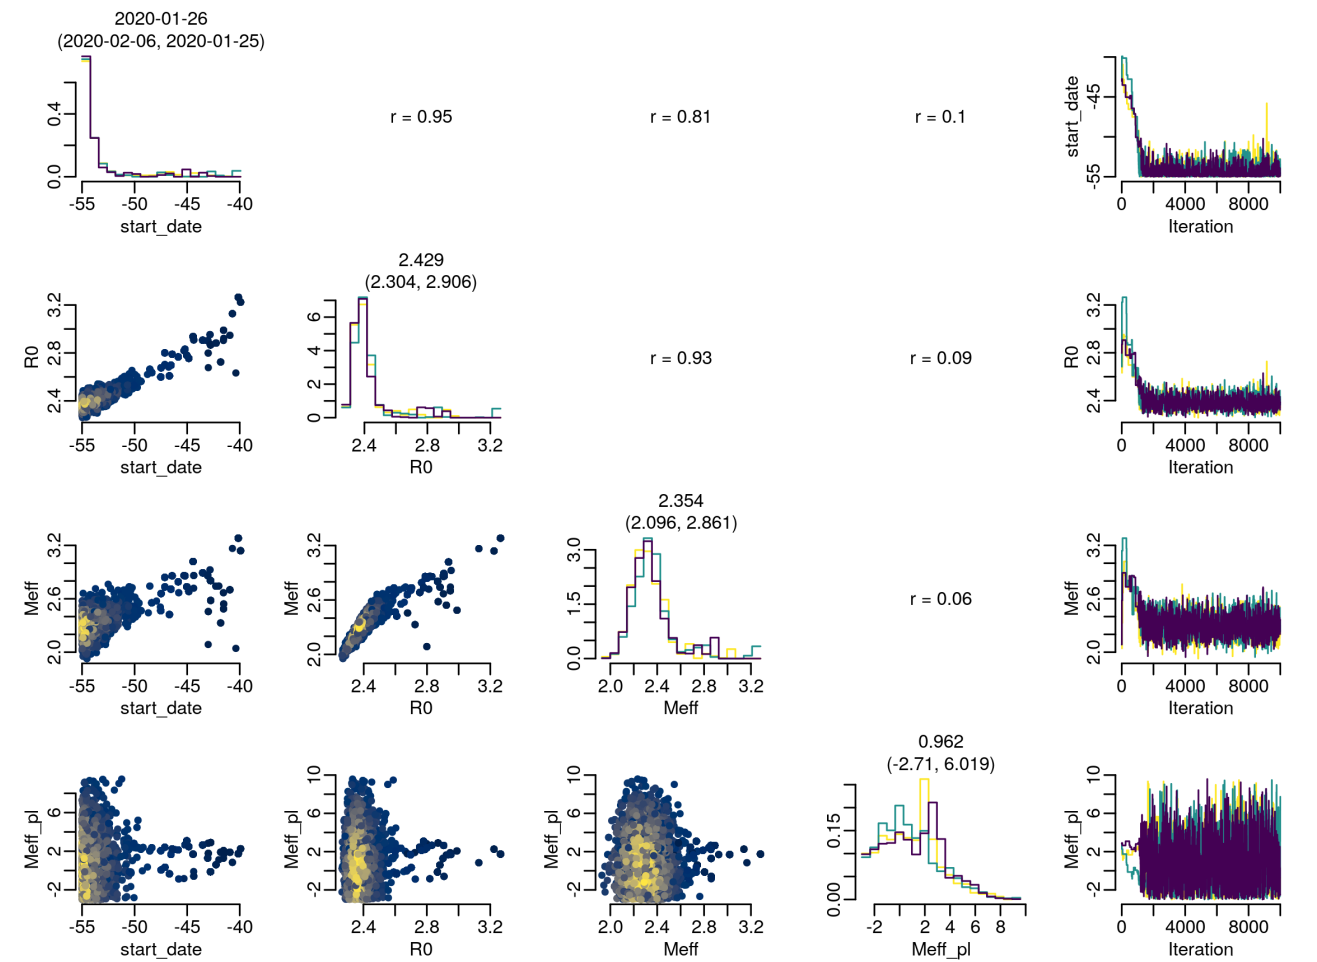 2020-01-26
(2020-02-06, 2020-01-25)
0.0 0.4
-55 -50 -45 -40
start_date
r = 0.95
r = 0.81
r = 0.1
start_date
-55 -45
0 4000 8000
Iteration
R0
2.4 2.8 3.2
-55 -50 -45 -40
start_date
2.429
(2.304, 2.906)
0 2 4 6
2.4 2.8 3.2
R0
r = 0.93
r = 0.09
R0
2.4 2.8 3.2
0 4000 8000
Iteration
Meff
2.0 2.6 3.2
-55 -50 -45 -40
start_date
Meff
2.0 2.6 3.2
2.4 2.8 3.2
R0
2.354
(2.096, 2.861)
0.0 1.5 3.0
2.0 2.4 2.8 3.2
Meff
r = 0.06
Meff
2.0 2.6 3.2
0 4000 8000
Iteration
Meff_pl
-2 2 6
-55 -50 -45 -40
start_date
Meff_pl
-2 2 6 10
2.4 2.8 3.2
R0
Meff_pl
-2 2 6 10
2.0 2.4 2.8 3.2
Meff
0.962
(-2.71, 6.019)
0.00 0.15
-2 2 4 6 8
Meff_pl
Meff_pl
-2 2 6 10
0 4000 8000
Iteration